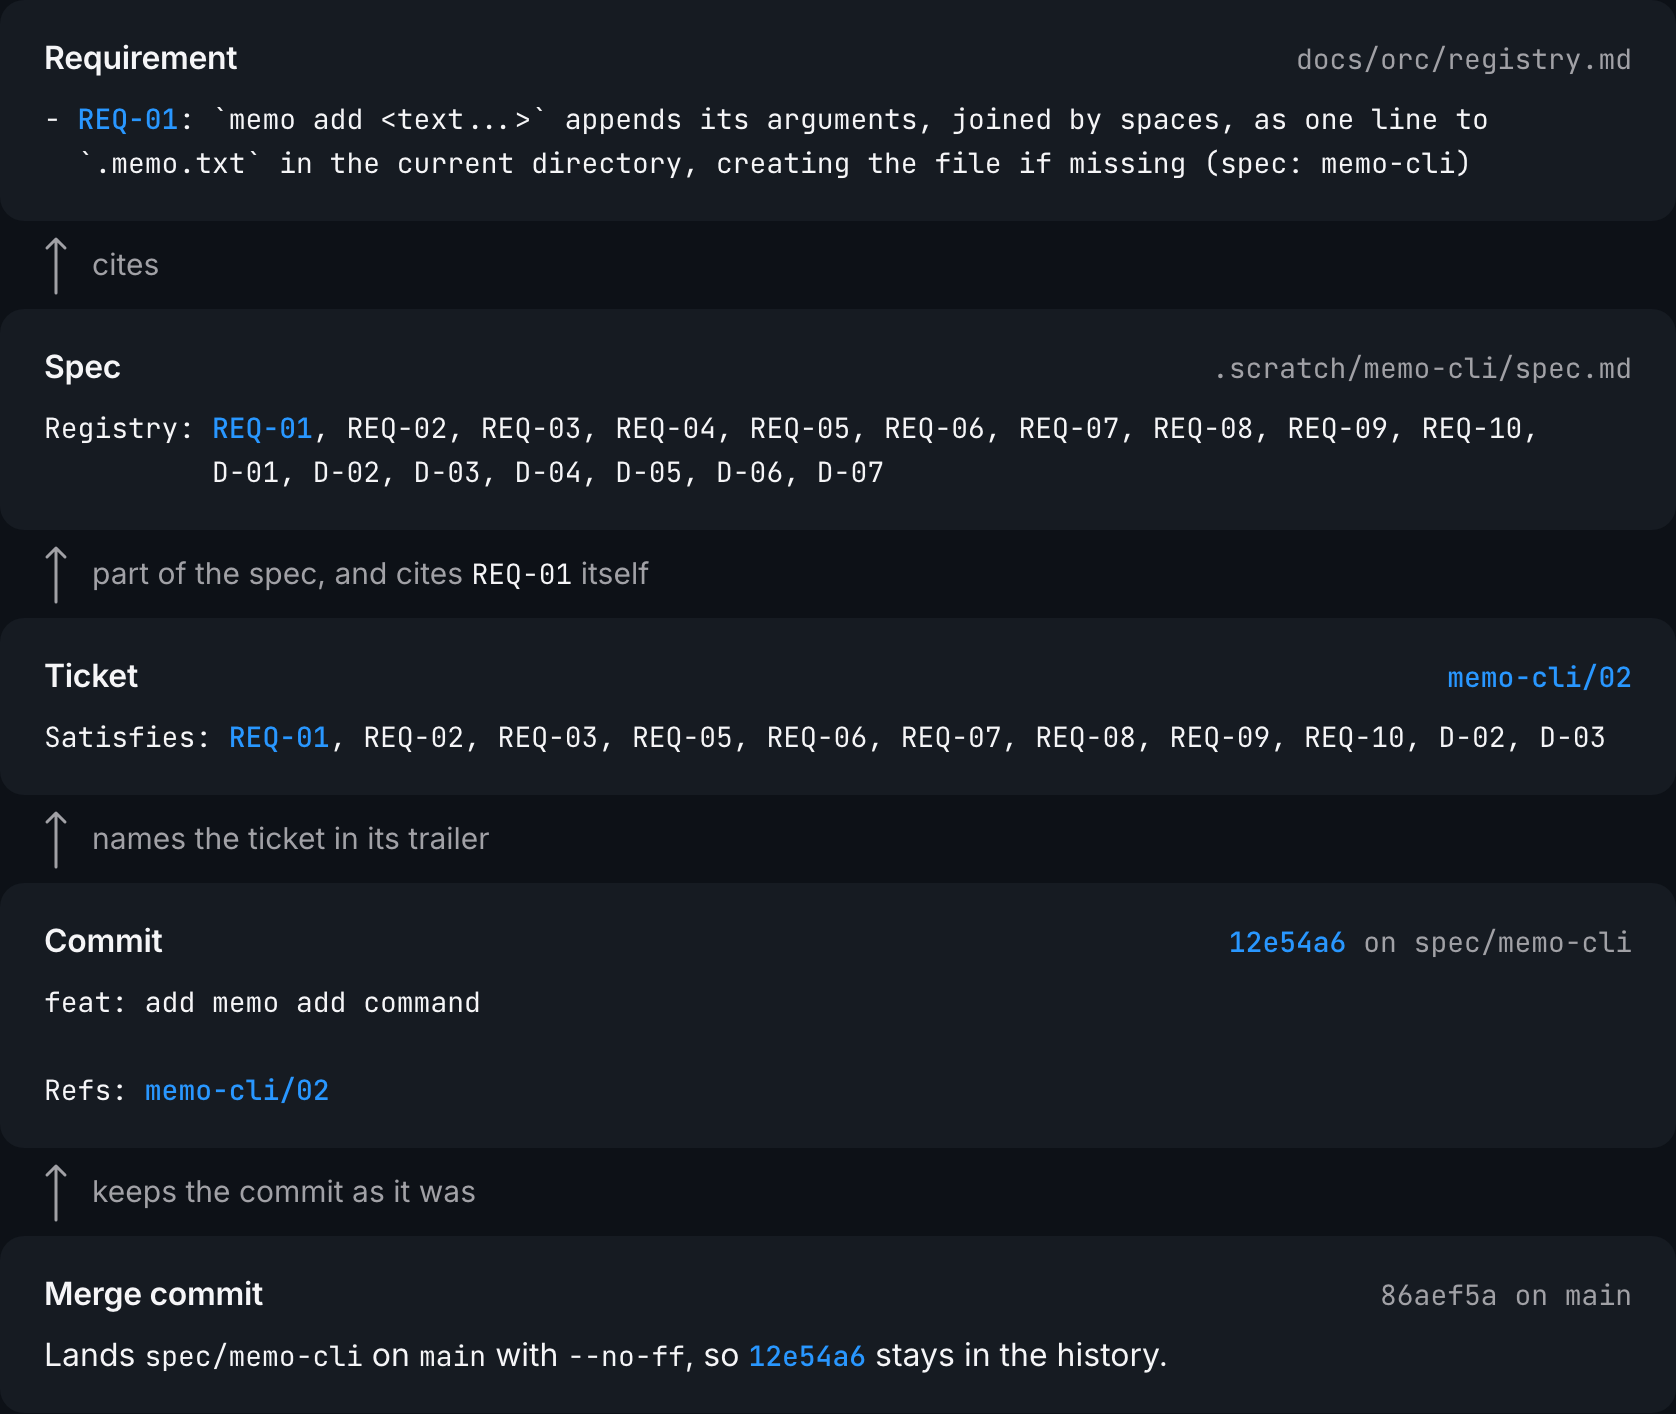 Requirement
docs/orc/registry.md
- REQ-01: `memo add <text...>` appends its arguments, joined by spaces, as one line to
`.memo.txt` in the current directory, creating the file if missing (spec: memo-cli)
cites
Spec
.scratch/memo-cli/spec.md
Registry: REQ-01, REQ-02, REQ-03, REQ-04, REQ-05, REQ-06, REQ-07, REQ-08, REQ-09, REQ-10,
D-01, D-02, D-03, D-04, D-05, D-06, D-07
part of the spec, and cites REQ-01 itself
Ticket
memo-cli/02
Satisfies: REQ-01, REQ-02, REQ-03, REQ-05, REQ-06, REQ-07, REQ-08, REQ-09, REQ-10, D-02, D-03
names the ticket in its trailer
Commit
12e54a6 on spec/memo-cli
feat: add memo add command
Refs: memo-cli/02
keeps the commit as it was
Merge commit
86aef5a on main
Lands spec/memo-cli on main with --no-ff, so 12e54a6 stays in the history.